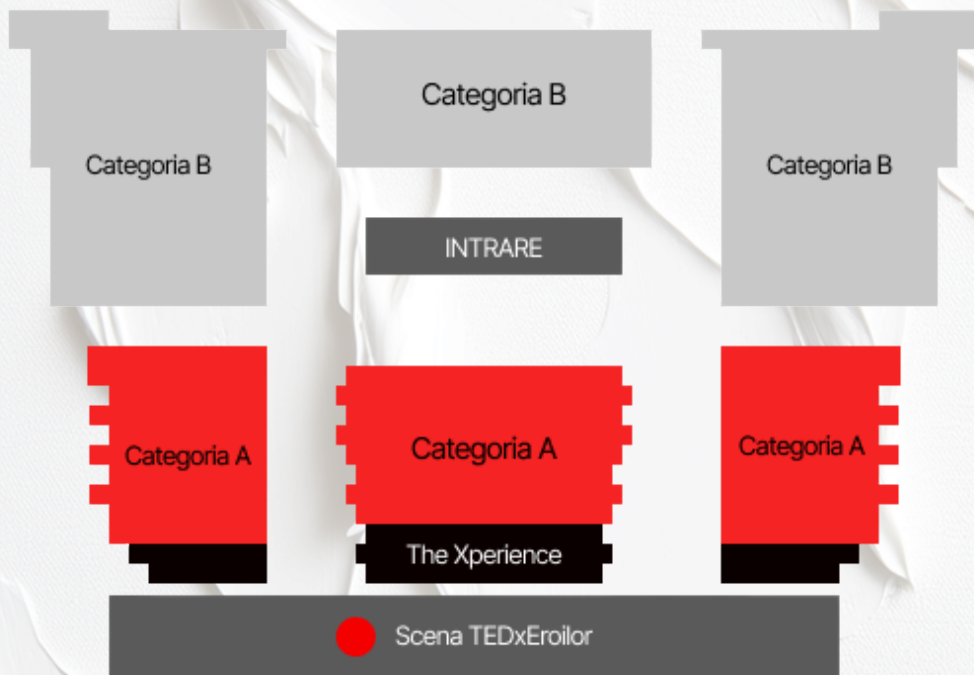 Categoria B
Categoria B
Categoria B
INTRARE
Categoria A
Categoria A
Categoria A
The Xperience
Scena TEDxEroilor